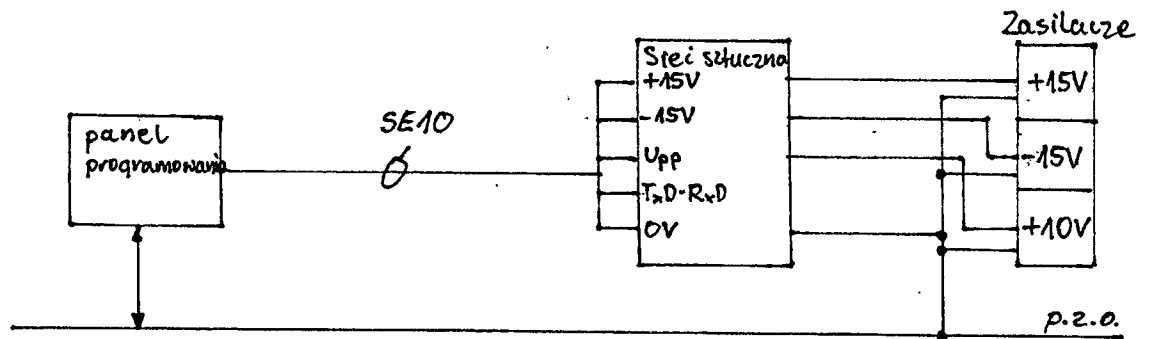 Zasilacze
panel
programowania
SE10
Sieć sztuczna
+15V
-15V
Upp
TxD-RxD
0V
+15V
-15V
+10V
p.z.o.